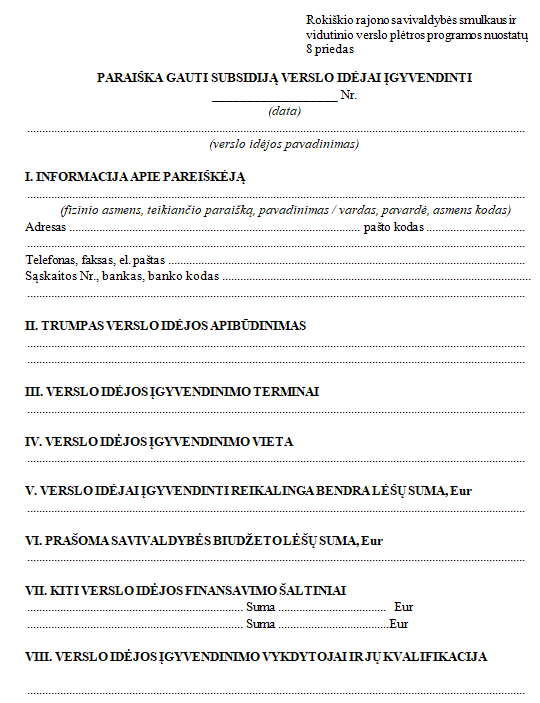 Rokiškio rajono savivaldybės smulkaus ir
vidutinio verslo plėtros programos nuostatų
8 priedas
PARAIŠKA GAUTI SUBSIDIJĄ VERSLO IDĖJAI ĮGYVENDINTI
___________________ Nr.
(data)
................................................................
(verslo idėjos pavadinimas)
I. INFORMACIJA APIE PAREIŠKĖJĄ
................................................................
(fizinio asmens, teikiančio paraišką, pavadinimas / vardas, pavardė, asmens kodas)
Adresas ................................ pašto kodas ................
................................................................
Telefonas, faksas, el. paštas ................................
Sąskaitos Nr., bankas, banko kodas ................................
................................................................
II. TRUMPAS VERSLO IDĖJOS APIBŪDINIMAS
................................................................
................................................................
III. VERSLO IDĖJOS ĮGYVENDINIMO TERMINAI
................................................................
IV. VERSLO IDĖJOS ĮGYVENDINIMO VIETA
................................................................
V. VERSLO IDĖJAI ĮGYVENDINTI REIKALINGA BENDRA LĖŠŲ SUMA, Eur
................................................................
VI. PRAŠOMA SAVIVALDYBĖS BIUDŽETO LĖŠŲ SUMA, Eur
................................................................
VII. KITI VERSLO IDĖJOS FINANSAVIMO ŠALTINIAI
................................ Suma ................ Eur
................................ Suma ................Eur
VIII. VERSLO IDĖJOS ĮGYVENDINIMO VYKDYTOJAI IR JŲ KVALIFIKACIJA
................................................................